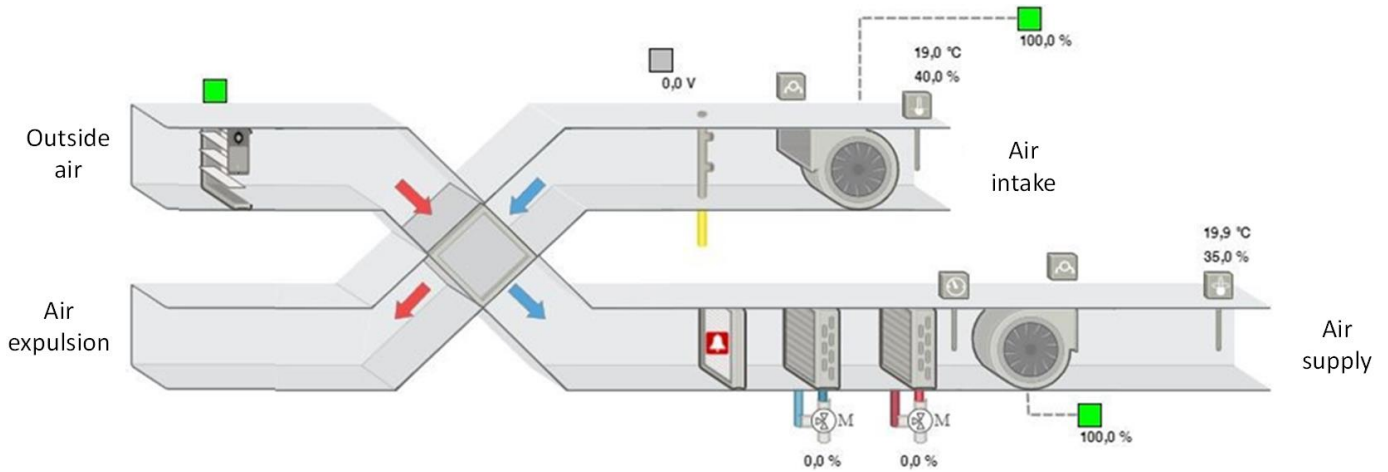 100,0 %
19,0 °C
40,0 %
0,0 V
Outside
air
Air
intake
19,9 °C
35,0 %
Air
expulsion
Air
supply
M
M
100,0 %
0,0 %
0,0 %